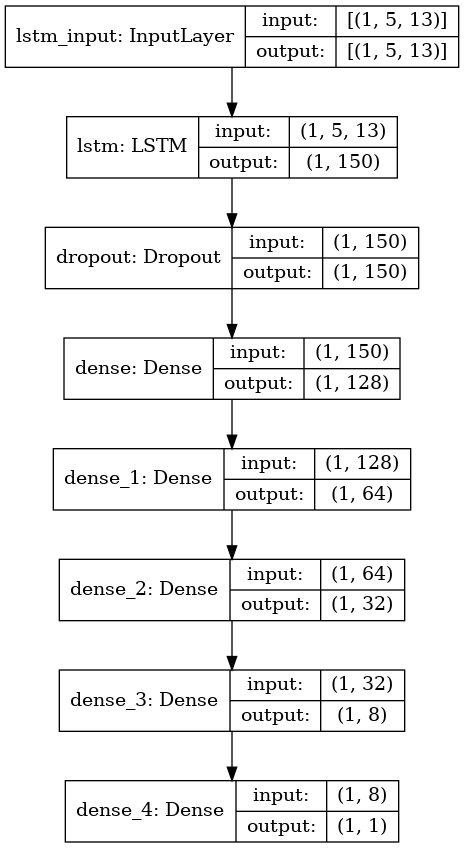 lstm_input: InputLayer
input: [(1, 5, 13)]
output: [(1, 5, 13)]
lstm: LSTM
input: (1, 5, 13)
output: (1, 150)
dropout: Dropout
input: (1, 150)
output: (1, 150)
dense: Dense
input: (1, 150)
output: (1, 128)
dense_1: Dense
input: (1, 128)
output: (1, 64)
dense_2: Dense
input: (1, 64)
output: (1, 32)
dense_3: Dense
input: (1, 32)
output: (1, 8)
dense_4: Dense
input: (1, 8)
output: (1, 1)